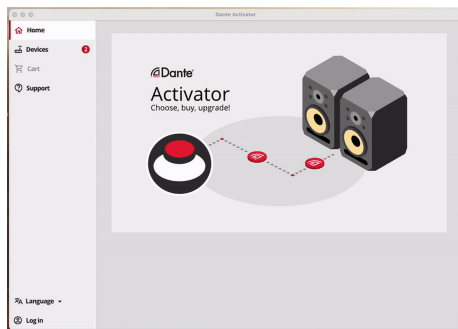 Dante Activator
Home
Devices 2
Cart
Support
Dante
Activator
Choose, buy, upgrade!
Language
Log in